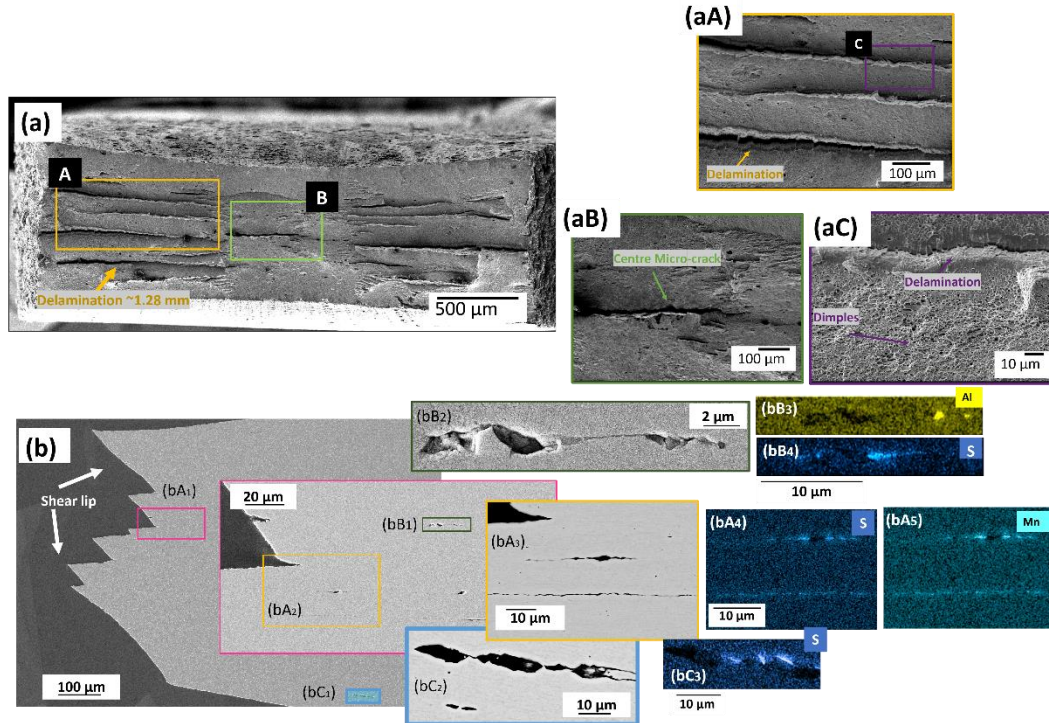 (a)
A
B
Delamination ~1.28 mm
500 µm
(aA)
C
Delamination
100 µm
(aB)
Centre Micro-crack
100 µm
(aC)
Delamination
Dimples
10 µm
(b)
Shear lip
(bA1)
100 µm
20 µm
(bA2)
(bB1)
(bC1)
(bB2)
2 µm
(bB3)
Al
(bB4)
S
10 µm
(bA3)
10 µm
(bA4)
S
10 µm
(bA5)
Mn
(bC2)
10 µm
(bC3)
S
10 µm